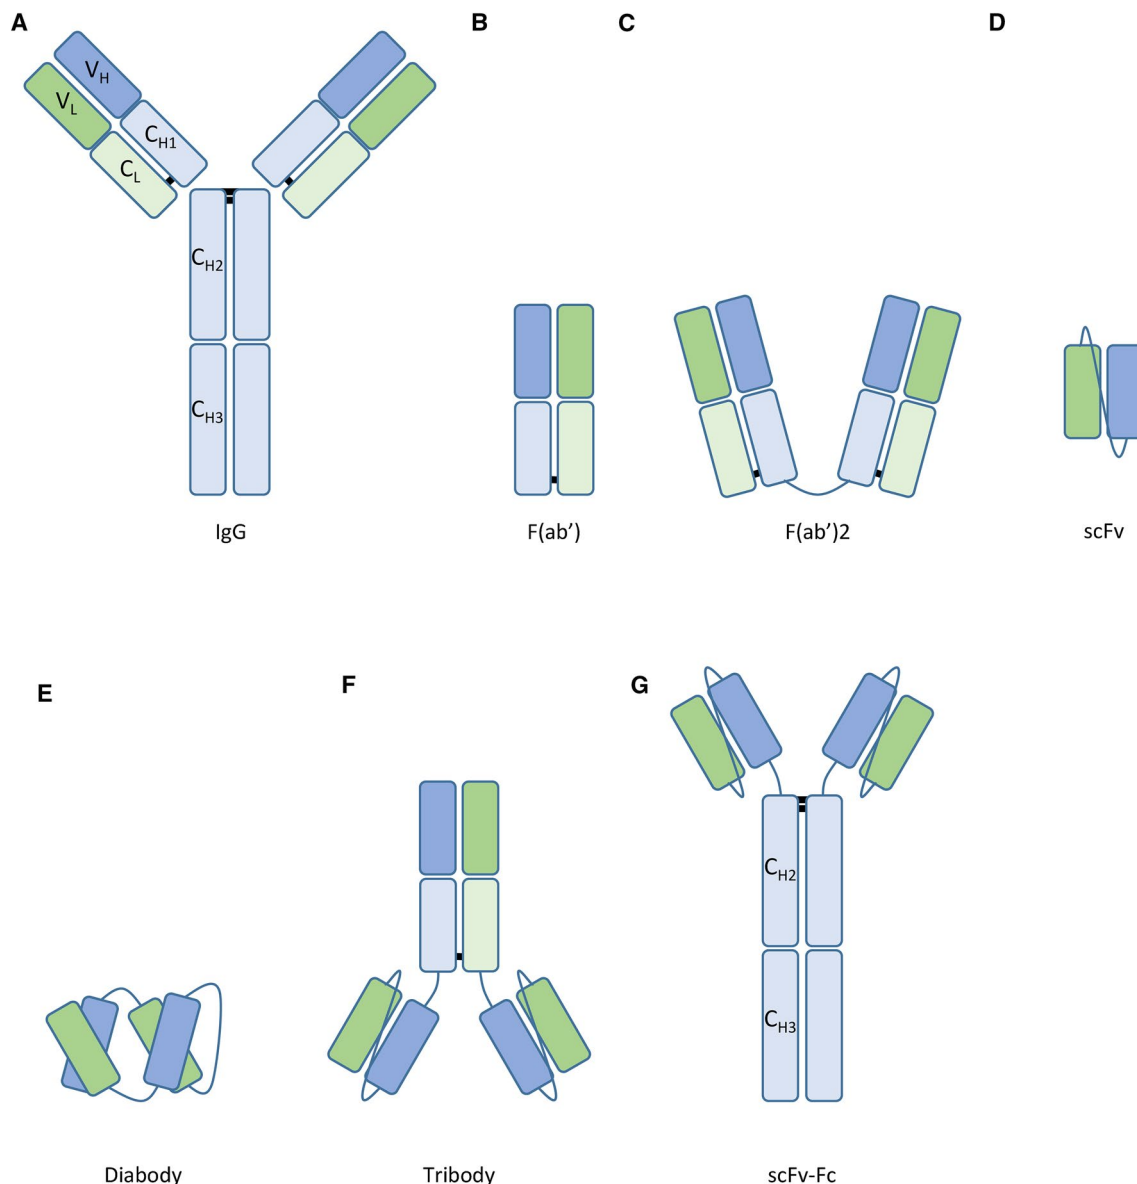 A
B
C
D
VH
VL
CH1
CL
CH2
CH3
IgG
F(ab’)
F(ab’)2
scFv
E
F
G
CH2
CH3
Diabody
Tribody
scFv-Fc